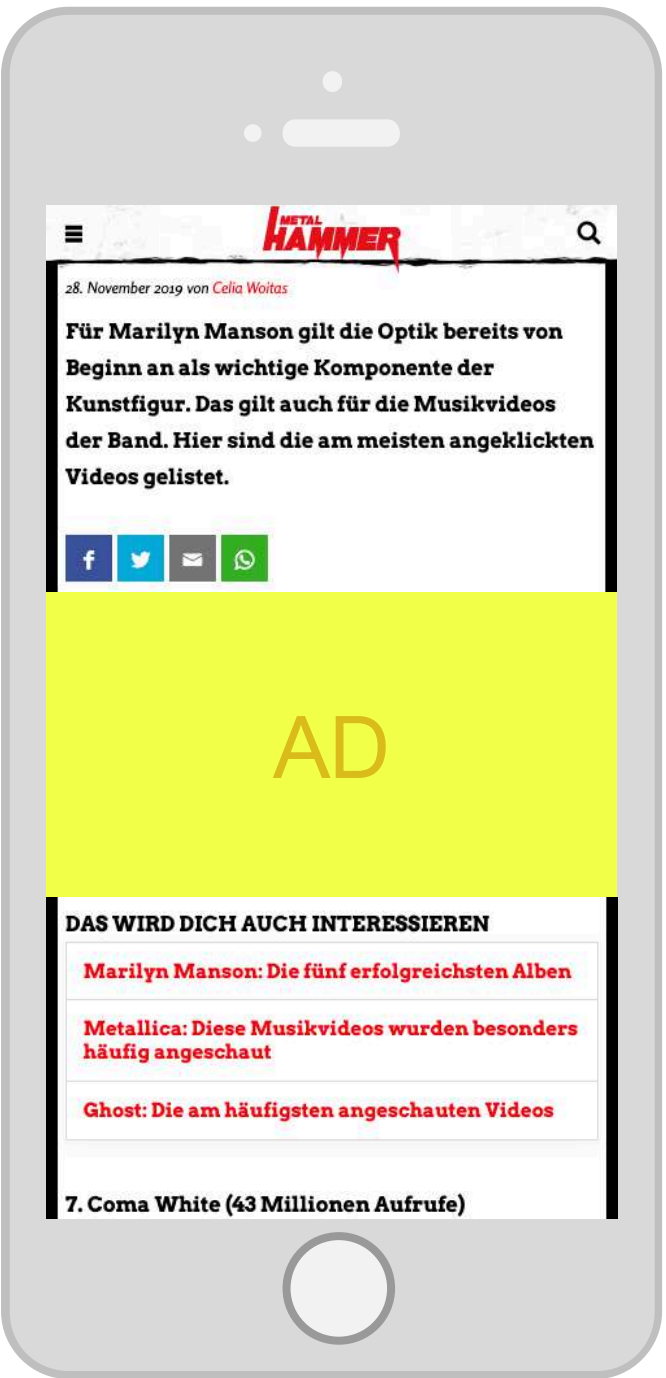 METAL
HAMMER
28. November 2019 von Celia Woitas
Für Marilyn Manson gilt die Optik bereits von
Beginn an als wichtige Komponente der
Kunstfigur. Das gilt auch für die Musikvideos
der Band. Hier sind die am meisten angeklickten
Videos gelistet.
f
AD
DAS WIRD DICH AUCH INTERESSIEREN
Marilyn Manson: Die fünf erfolgreichsten Alben
Metallica: Diese Musikvideos wurden besonders
häufig angeschaut
Ghost: Die am häufigsten angeschauten Videos
7. Coma White (43 Millionen Aufrufe)